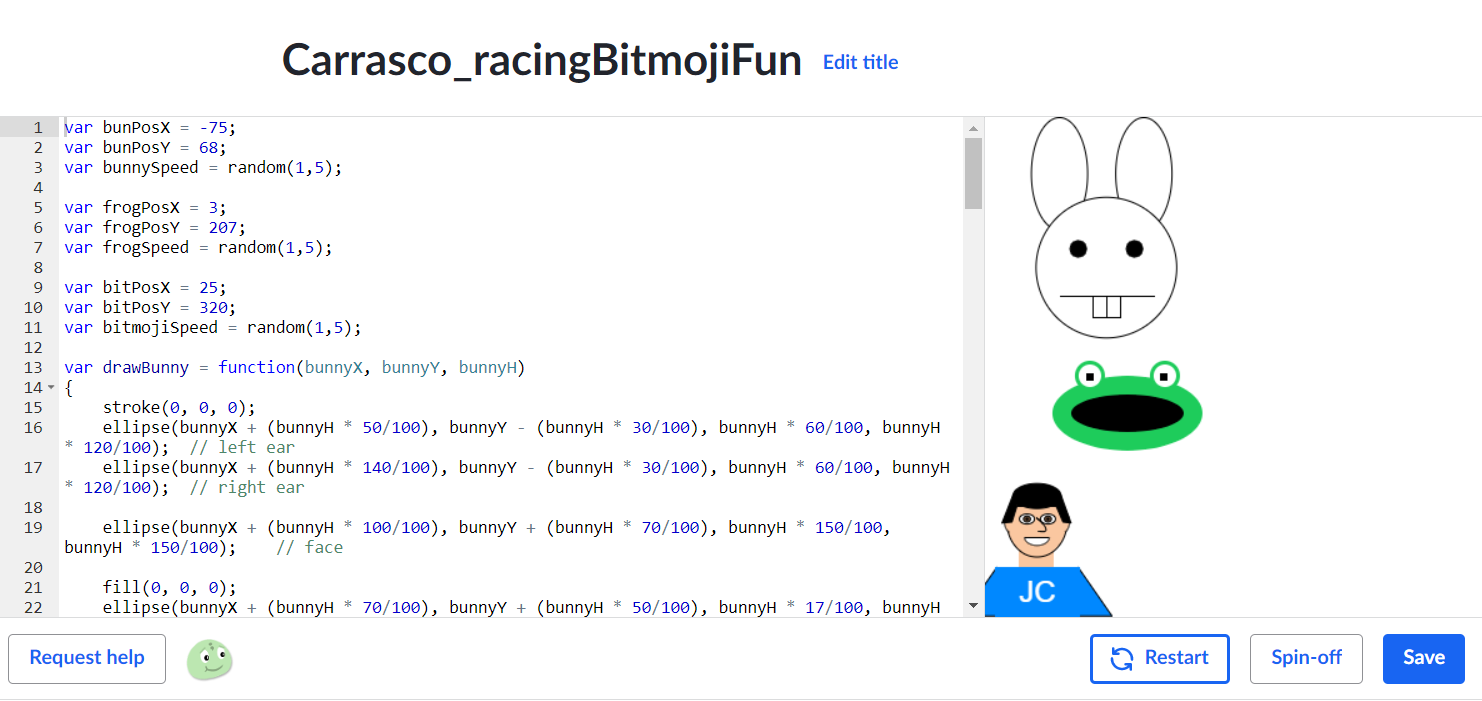 Carrasco_racingBitmojiFun Edit title
1 var bunPosX = -75;
2 var bunPosY = 68;
3 var bunnySpeed = random(1,5);
4
5 var frogPosX = 3;
6 var frogPosY = 207;
7 var frogSpeed = random(1,5);
8
9 var bitPosX = 25;
10 var bitPosY = 320;
11 var bitmojiSpeed = random(1,5);
12
13 var drawBunny = function(bunnyX, bunnyY, bunnyH)
14 {
15 stroke(0, 0, 0);
16 ellipse(bunnyX + (bunnyH * 50/100), bunnyY - (bunnyH * 30/100), bunnyH * 60/100, bunnyH
* 120/100); // left ear
17 ellipse(bunnyX + (bunnyH * 140/100), bunnyY - (bunnyH * 30/100), bunnyH * 60/100, bunnyH
* 120/100); // right ear
18
19 ellipse(bunnyX + (bunnyH * 100/100), bunnyY + (bunnyH * 70/100), bunnyH * 150/100,
bunnyH * 150/100); // face
20
21 fill(0, 0, 0);
22 ellipse(bunnyX + (bunnyH * 70/100), bunnyY + (bunnyH * 50/100), bunnyH * 17/100, bunnyH
JC
Request help Restart Spin-off Save